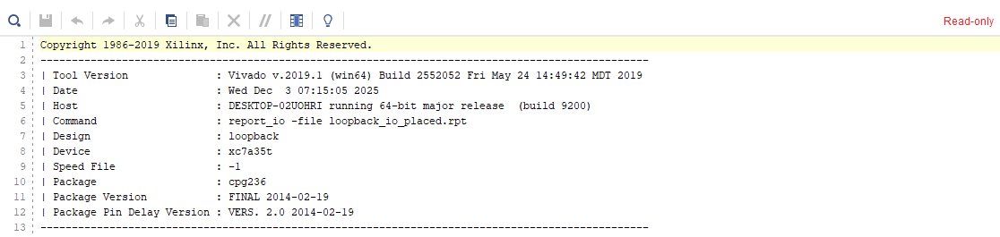 Read-only
1 Copyright 1986-2019 Xilinx, Inc. All Rights Reserved.
2 -------------------------------------------------------------------------------------------------
3 | Tool Version : Vivado v.2019.1 (win64) Build 2552052 Fri May 24 14:49:42 MDT 2019
4 | Date : Wed Dec  3 07:15:05 2025
5 | Host : DESKTOP-02UOHRI running 64-bit major release  (build 9200)
6 | Command : report_io -file loopback_io_placed.rpt
7 | Design : loopback
8 | Device : xc7a35t
9 | Speed File : -1
10 | Package : cpg236
11 | Package Version : FINAL 2014-02-19
12 | Package Pin Delay Version : VERS. 2.0 2014-02-19
13 -------------------------------------------------------------------------------------------------